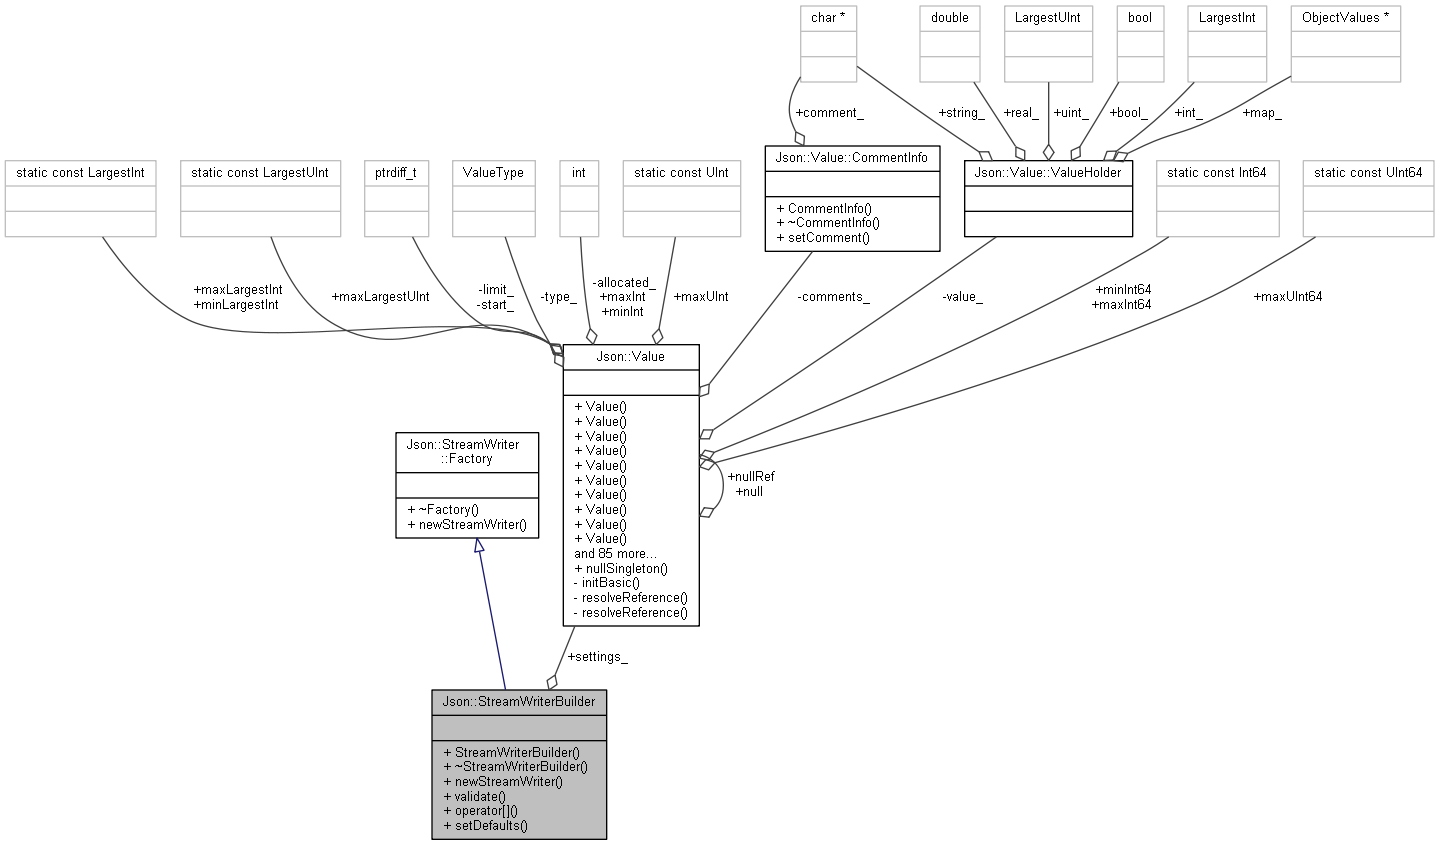 char *
double
LargestUInt
bool
LargestInt
ObjectValues *
+comment_
+string_
+real_
+uint_
+bool_
+int_
+map_
static const LargestInt
static const LargestUInt
ptrdiff_t
ValueType
int
static const UInt
Json::Value::CommentInfo
+ CommentInfo()
+ ~CommentInfo()
+ setComment()
Json::Value::ValueHolder
static const Int64
static const UInt64
+maxLargestInt
+minLargestInt
+maxLargestUInt
-limit_
-start_
-type_
-allocated_
+maxInt
+minInt
+maxUInt
-comments_
-value_
+minInt64
+maxInt64
+maxUInt64
Json::Value
+ Value()
+ Value()
+ Value()
+ Value()
+ Value()
+ Value()
+ Value()
+ Value()
+ Value()
+ Value()
and 85 more...
+ nullSingleton()
- initBasic()
- resolveReference()
- resolveReference()
+nullRef
+null
Json::StreamWriter
::Factory
+ ~Factory()
+ newStreamWriter()
+settings_
Json::StreamWriterBuilder
+ StreamWriterBuilder()
+ ~StreamWriterBuilder()
+ newStreamWriter()
+ validate()
+ operator[]()
+ setDefaults()